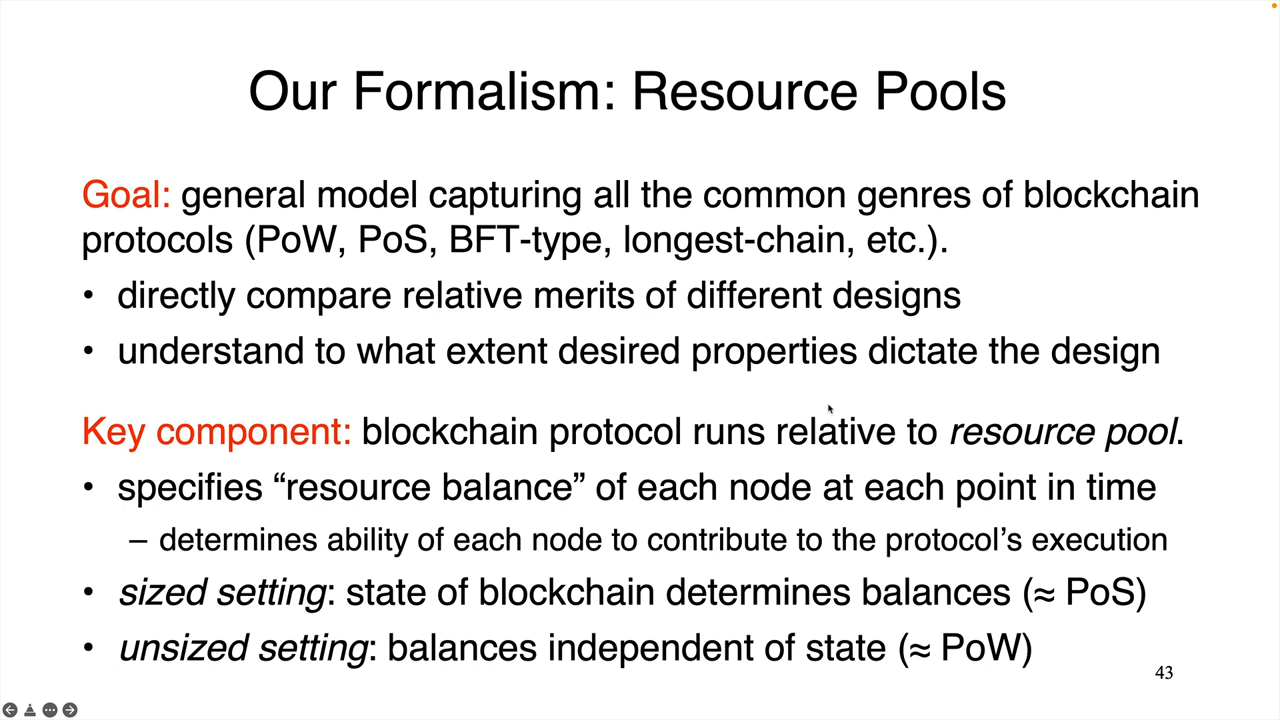 Our Formalism: Resource Pools
Goal: general model capturing all the common genres of blockchain
protocols (PoW, PoS, BFT-type, longest-chain, etc.).
• directly compare relative merits of different designs
• understand to what extent desired properties dictate the design
Key component: blockchain protocol runs relative to resource pool.
• specifies “resource balance” of each node at each point in time
– determines ability of each node to contribute to the protocol’s execution
• sized setting: state of blockchain determines balances (≈ PoS)
• unsized setting: balances independent of state (≈ PoW)
43